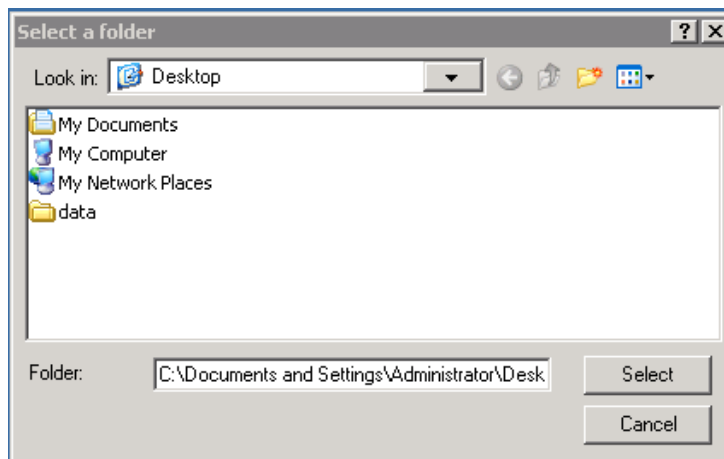 Select a folder
Look in: Desktop
My Documents
My Computer
My Network Places
data
Folder: C:\Documents and Settings\Administrator\Desk Select
Cancel